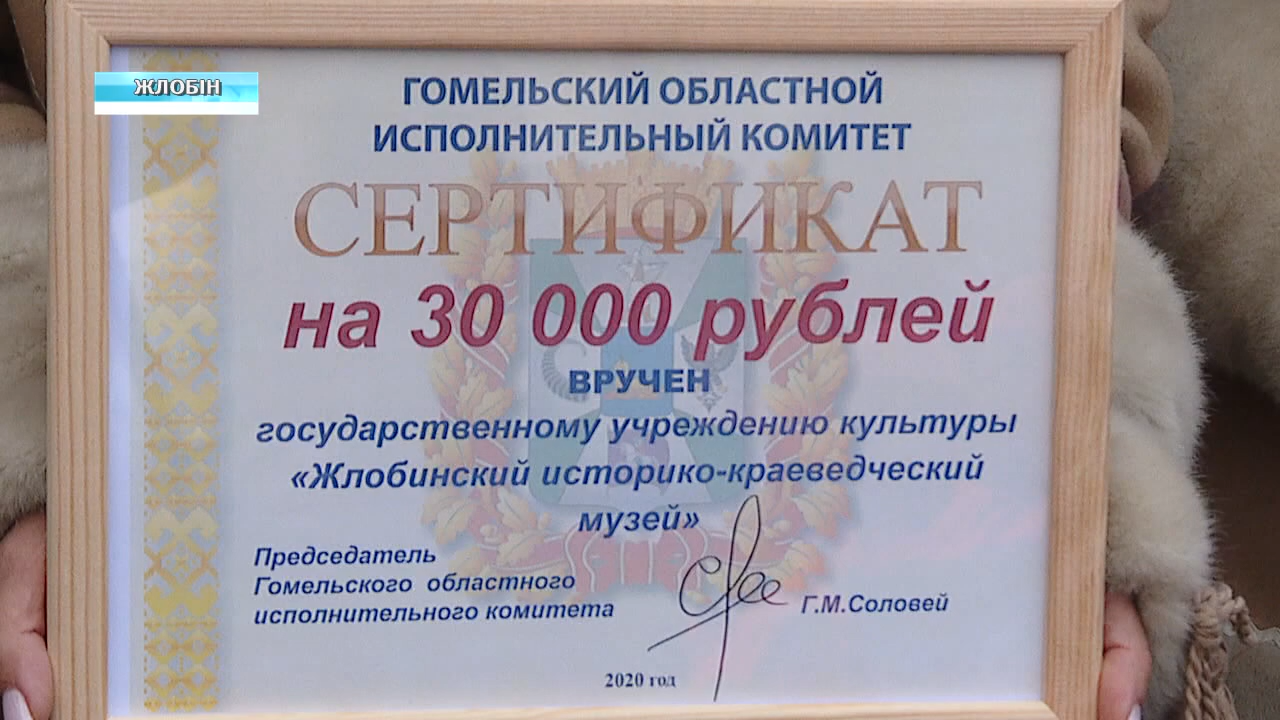 ЖЛОБІН
ГОМЕЛЬСКИЙ ОБЛАСТНОЙ
ИСПОЛНИТЕЛЬНЫЙ КОМИТЕТ
СЕРТИФИКАТ
на 30 000 рублей
ВРУЧЕН
государственному учреждению культуры
«Жлобинский историко-краеведческий
музей»
Председатель
Гомельского областного
исполнительного комитета
Г.М.Соловей
2020 год